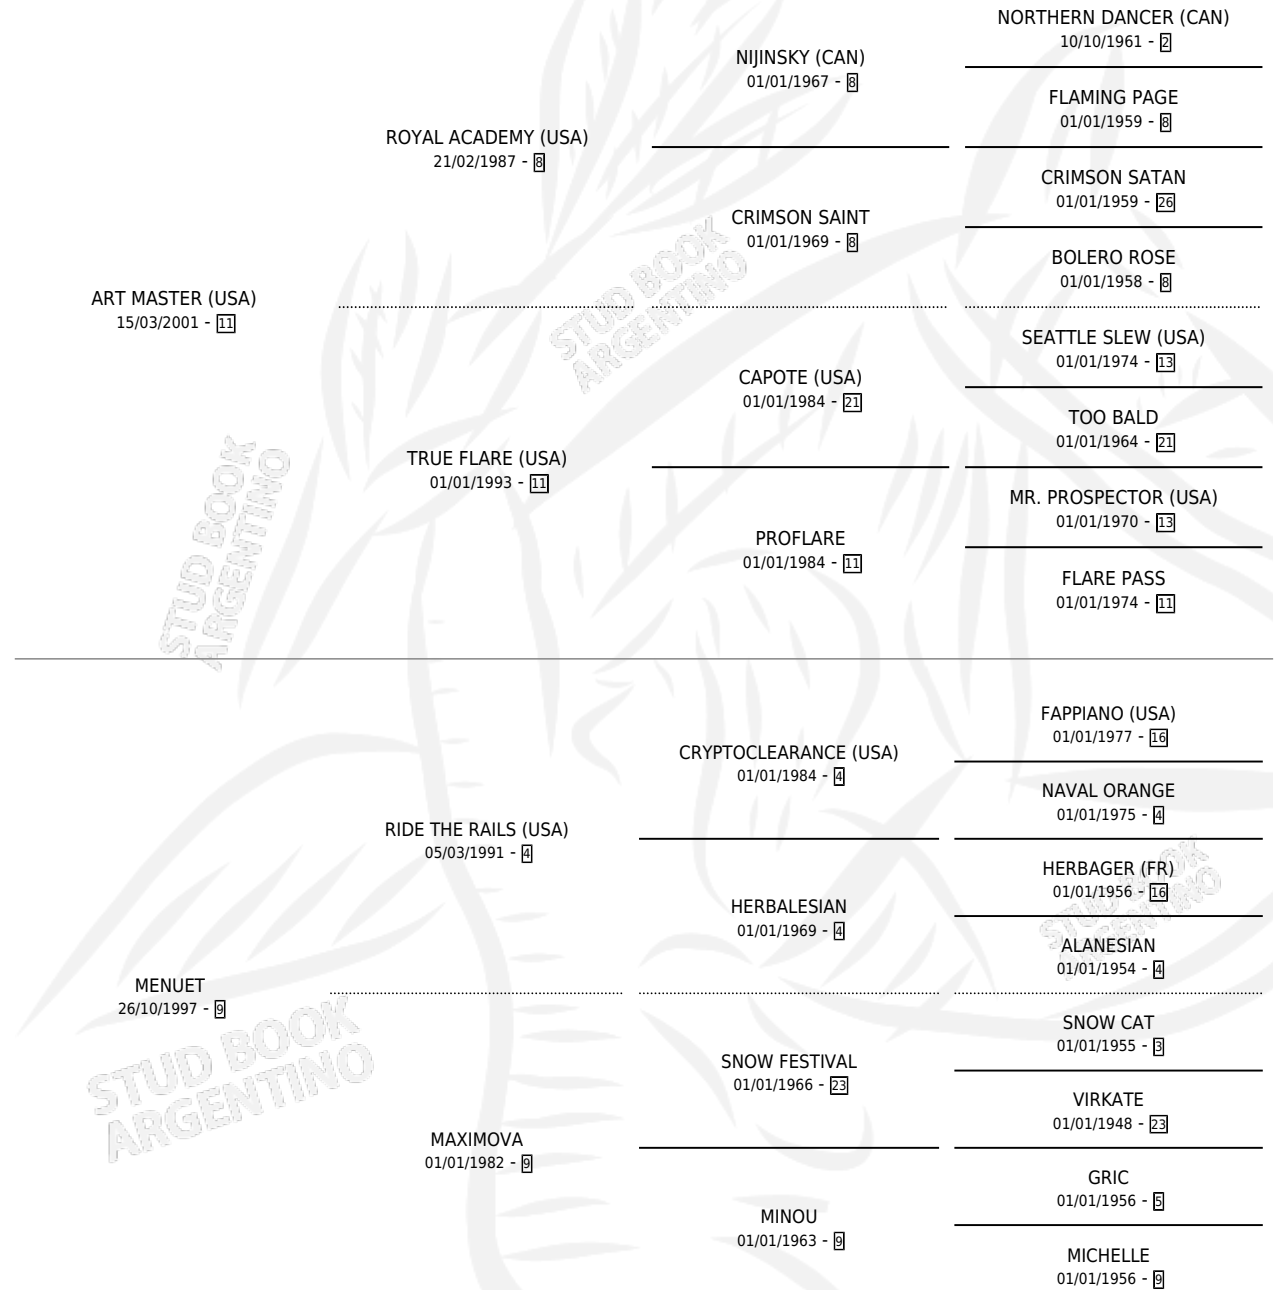 NORTHERN DANCER (CAN)
10/10/1961 - 2
NIJINSKY (CAN)
01/01/1967 - 8
FLAMING PAGE
01/01/1959 - 8
ROYAL ACADEMY (USA)
21/02/1987 - 8
CRIMSON SATAN
01/01/1959 - 26
CRIMSON SAINT
01/01/1969 - 8
BOLERO ROSE
01/01/1958 - 8
ART MASTER (USA)
15/03/2001 - 11
STUD BOOK
ARGENTINO
SEATTLE SLEW (USA)
01/01/1974 - 13
CAPOTE (USA)
01/01/1984 - 21
TOO BALD
01/01/1964 - 21
TRUE FLARE (USA)
01/01/1993 - 11
MR. PROSPECTOR (USA)
01/01/1970 - 13
PROFLARE
01/01/1984 - 11
FLARE PASS
01/01/1974 - 11
STUD BOOK
ARGENTINO
FAPPIANO (USA)
01/01/1977 - 16
CRYPTOCLEARANCE (USA)
01/01/1984 - 4
NAVAL ORANGE
01/01/1975 - 4
RIDE THE RAILS (USA)
05/03/1991 - 4
HERBAGER (FR)
01/01/1956 - 16
HERBALESIAN
01/01/1969 - 4
ALANESIAN
01/01/1954 - 4
STUD BOOK
ARGENTINO
MENUET
26/10/1997 - 9
SNOW CAT
01/01/1955 - 3
SNOW FESTIVAL
01/01/1966 - 23
VIRKATE
01/01/1948 - 23
STUD BOOK
ARGENTINO
MAXIMOVA
01/01/1982 - 9
GRIC
01/01/1956 - 5
MINOU
01/01/1963 - 9
MICHELLE
01/01/1956 - 9